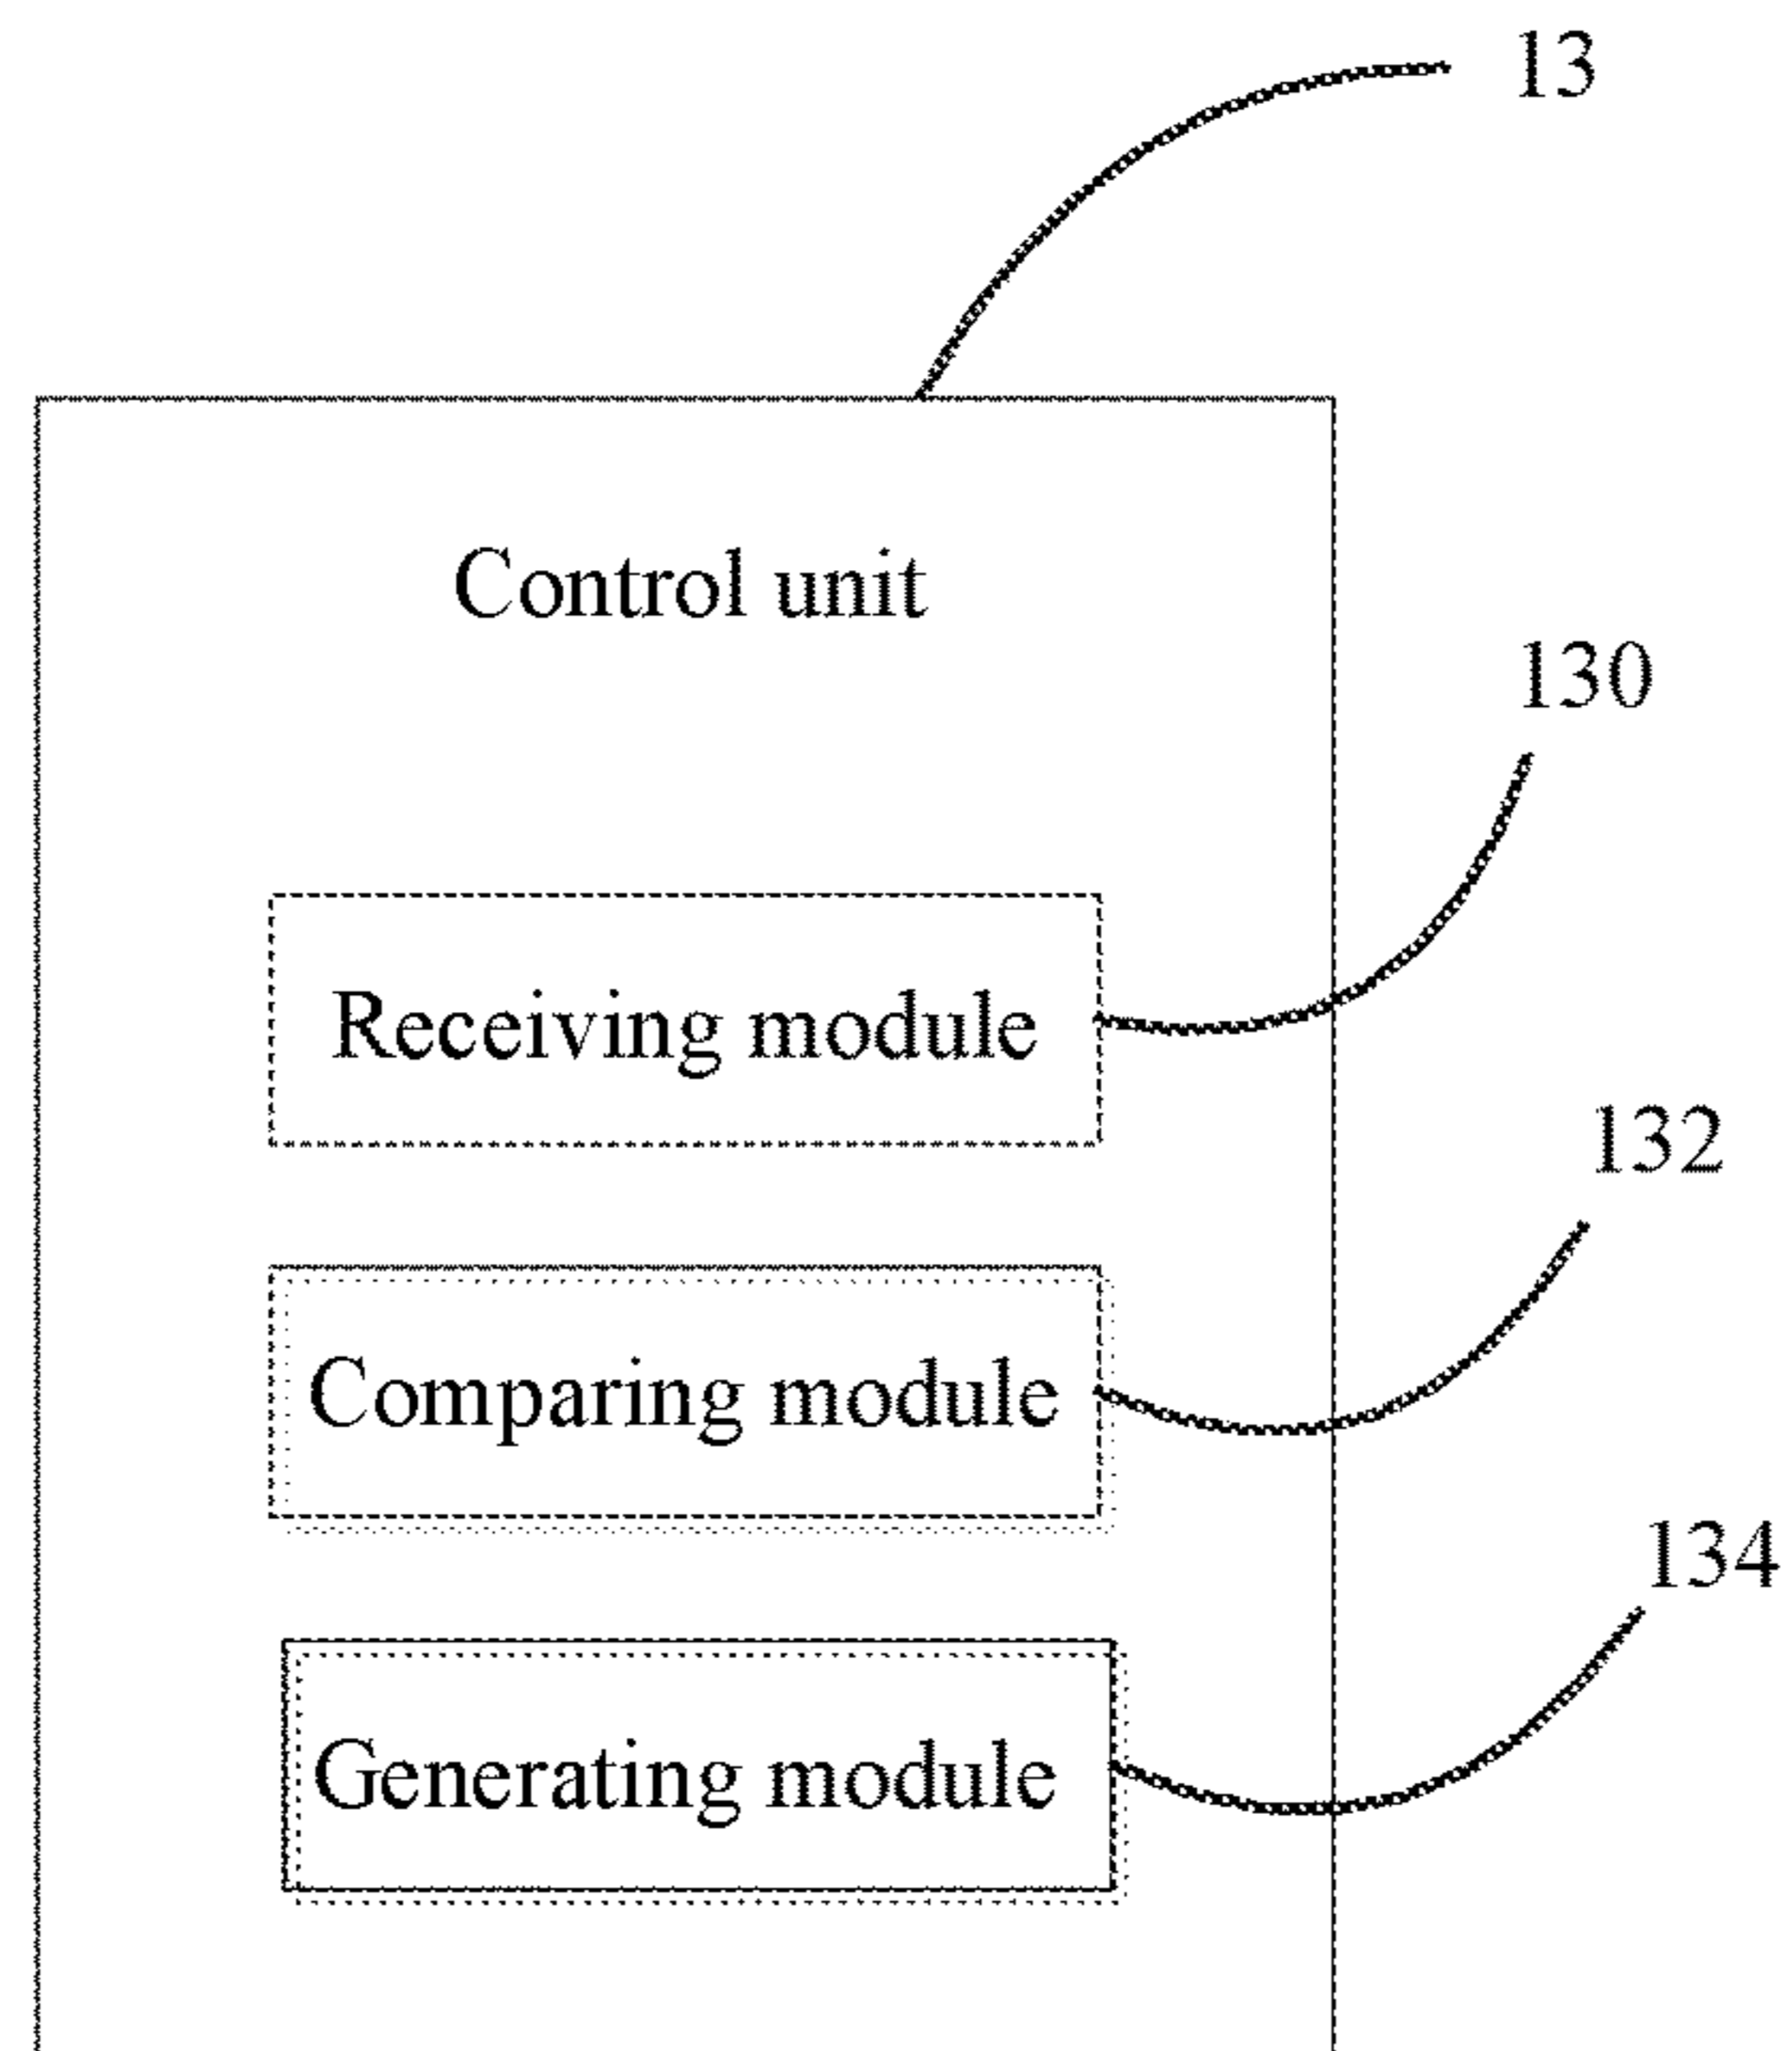 13
Control unit
130
Receiving module
132
Comparing module
134
Generating module